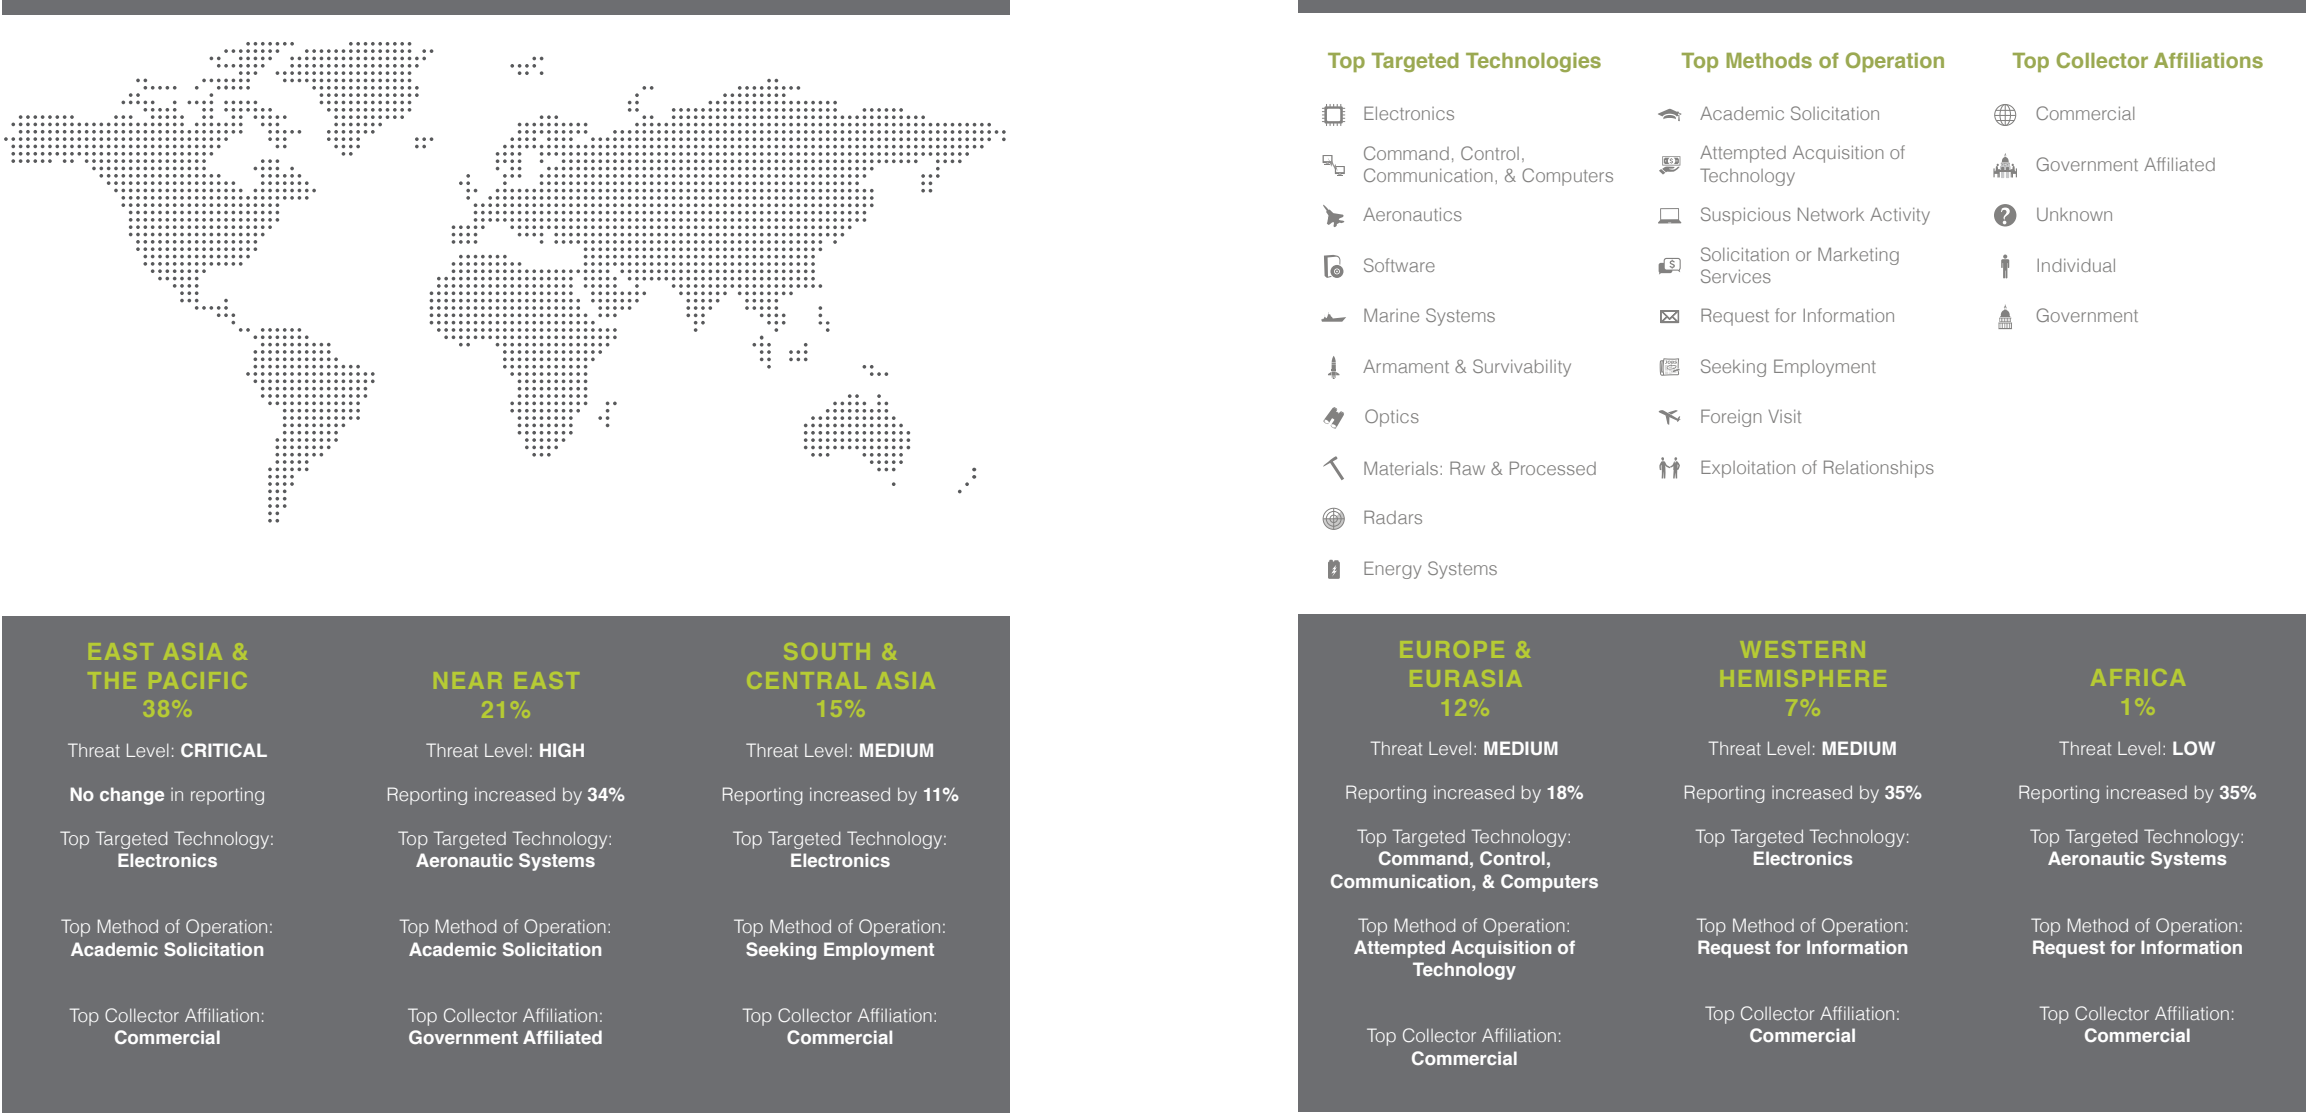 Top Targeted Technologies
Electronics
Command, Control,
Communication, & Computers
Aeronautics
Software
Marine Systems
Armament & Survivability
Optics
Materials: Raw & Processed
Radars
Energy Systems
Top Methods of Operation
Academic Solicitation
Attempted Acquisition of
Technology
Suspicious Network Activity
Solicitation or Marketing
Services
Request for Information
Seeking Employment
Foreign Visit
Exploitation of Relationships
Top Collector Affiliations
Commercial
Government Affiliated
Unknown
Individual
Government
EAST ASIA &
THE PACIFIC
38%
Threat Level: CRITICAL
No change in reporting
Top Targeted Technology:
Electronics
Top Method of Operation:
Academic Solicitation
Top Collector Affiliation:
Commercial
NEAR EAST
21%
Threat Level: HIGH
Reporting increased by 34%
Top Targeted Technology:
Aeronautic Systems
Top Method of Operation:
Academic Solicitation
Top Collector Affiliation:
Government Affiliated
SOUTH &
CENTRAL ASIA
15%
Threat Level: MEDIUM
Reporting increased by 11%
Top Targeted Technology:
Electronics
Top Method of Operation:
Seeking Employment
Top Collector Affiliation:
Commercial
EUROPE &
EURASIA
12%
Threat Level: MEDIUM
Reporting increased by 18%
Top Targeted Technology:
Command, Control,
Communication, & Computers
Top Method of Operation:
Attempted Acquisition of
Technology
Top Collector Affiliation:
Commercial
WESTERN
HEMISPHERE
7%
Threat Level: MEDIUM
Reporting increased by 35%
Top Targeted Technology:
Electronics
Top Method of Operation:
Request for Information
Top Collector Affiliation:
Commercial
AFRICA
1%
Threat Level: LOW
Reporting increased by 35%
Top Targeted Technology:
Aeronautic Systems
Top Method of Operation:
Request for Information
Top Collector Affiliation:
Commercial